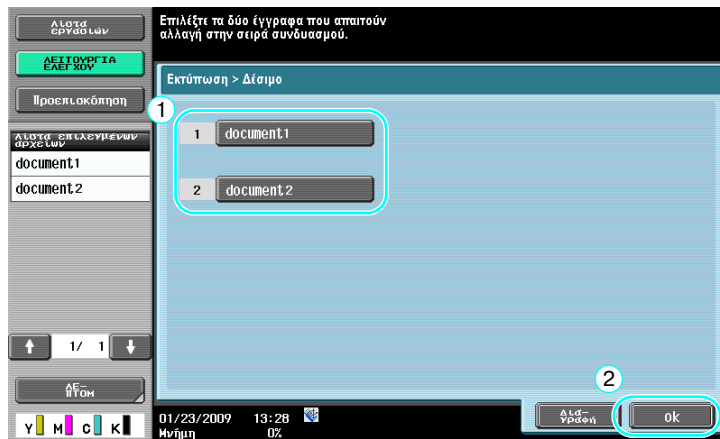 Λίστα
εργασιών
ΛΕΙΤΟΥΡΓΙΑ
ΕΛΕΓΧΟΥ
Προεπισκόπηση
Λίστα επιλεγμένων
αρχείων
document1
document2
1/ 1
ΛΕ-
ΠΤΟΜ
Y M C K
Επιλέξτε τα δύο έγγραφα που απαιτούν
αλλαγή στην σειρά συνδυασμού.
Εκτύπωση > Δέσιμο
1
1 document1
2 document2
2
Δια-
γραφή
ok
01/23/2009 13:28
Μνήμη 0%